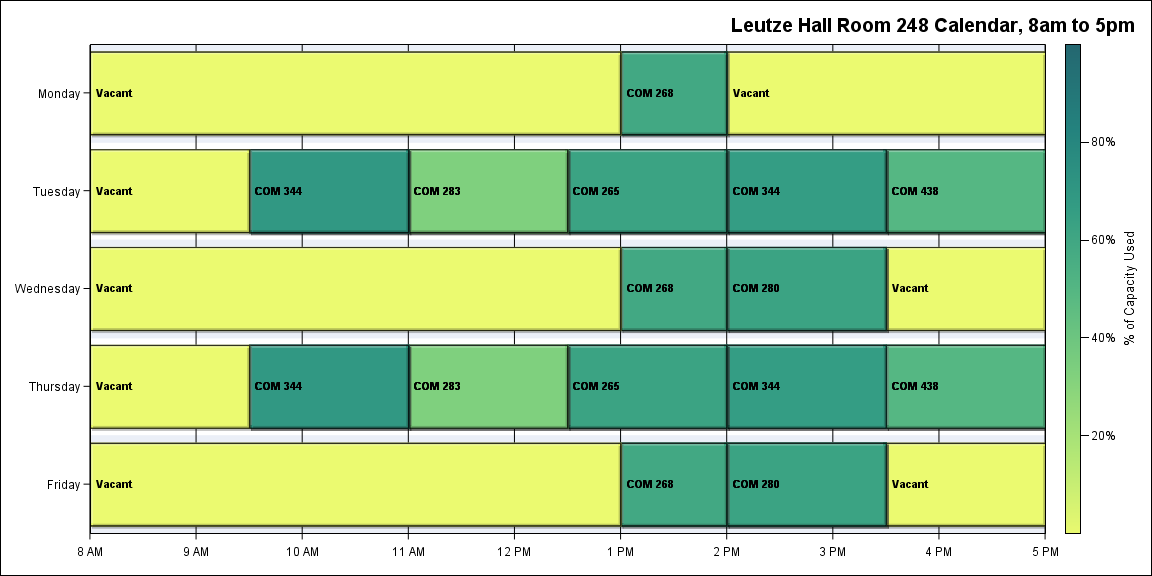 Leutze Hall Room 248 Calendar, 8am to 5pm
Monday
Vacant
COM 268
Vacant
Tuesday
Vacant
COM 344
COM 283
COM 265
COM 344
COM 438
Wednesday
Vacant
COM 268
COM 280
Vacant
Thursday
Vacant
COM 344
COM 283
COM 265
COM 344
COM 438
Friday
Vacant
COM 268
COM 280
Vacant
8 AM
9 AM
10 AM
11 AM
12 PM
1 PM
2 PM
3 PM
4 PM
5 PM
80%
60%
40%
20%
% of Capacity Used